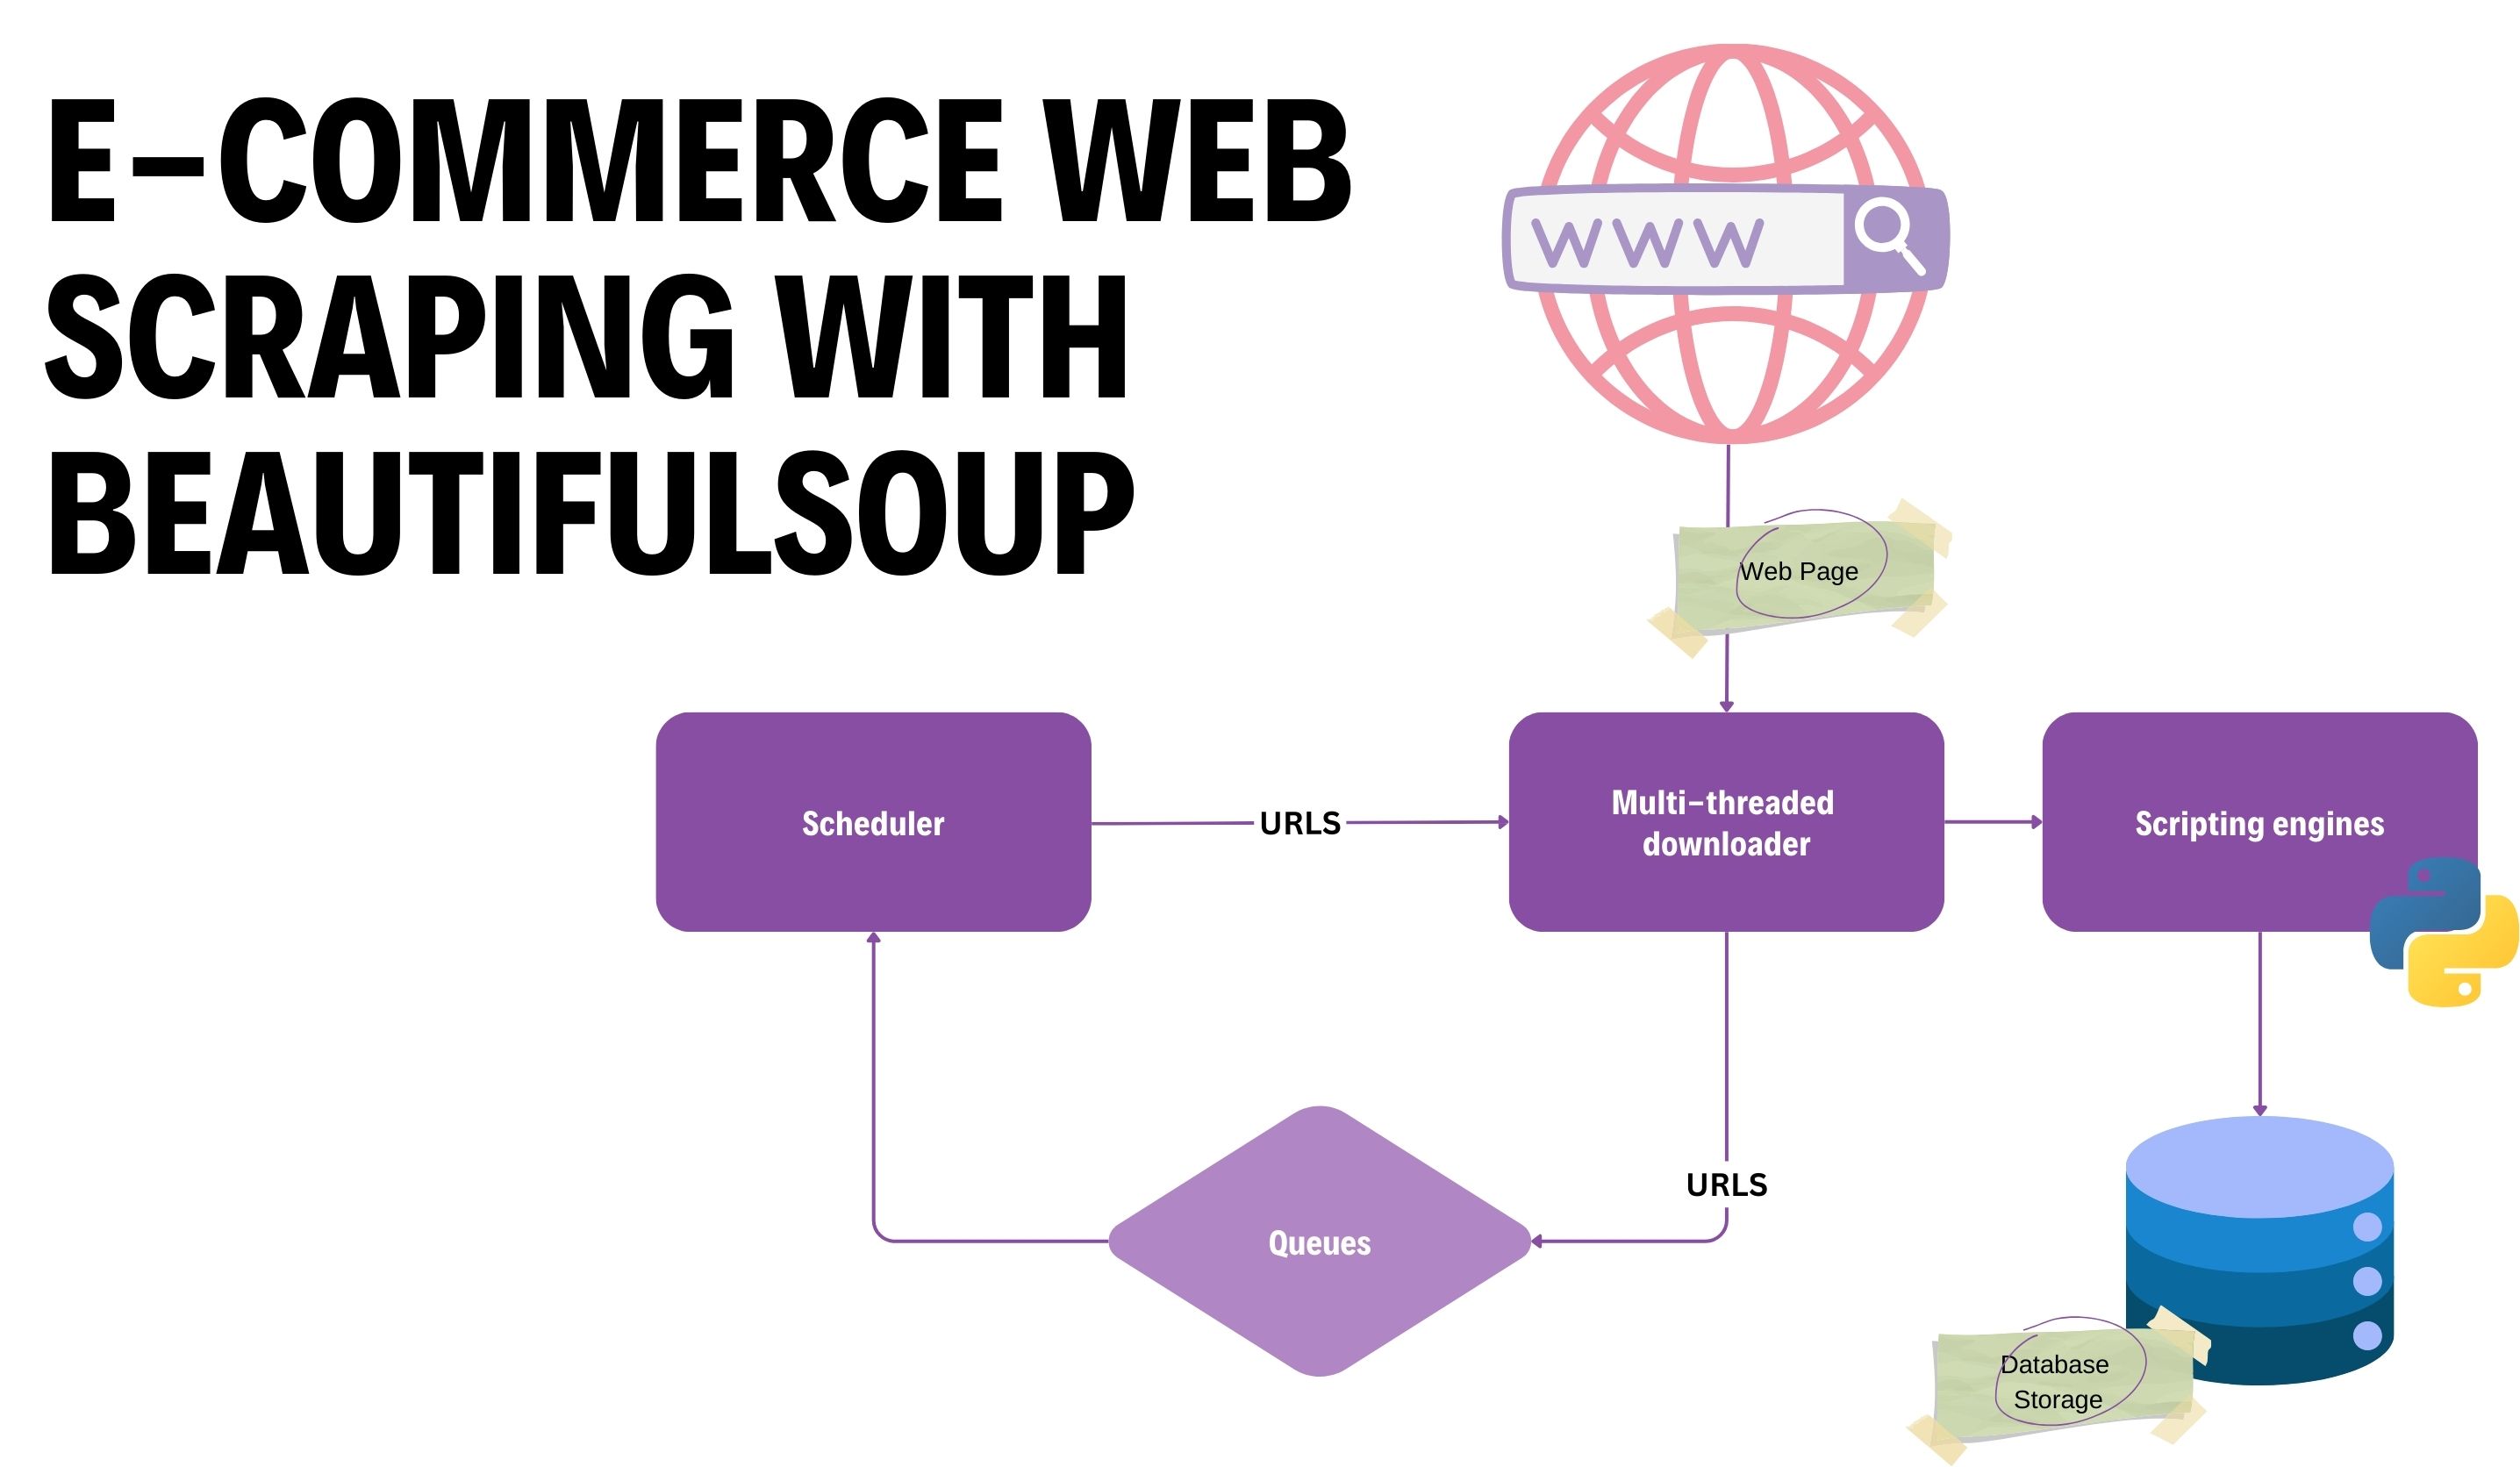 E-COMMERCE WEB
SCRAPING WITH
BEAUTIFULSOUP
WWW
Web Page
Scheduler
URLS
Multi-threaded
downloader
Scripting engines
URLS
Queues
Database
Storage